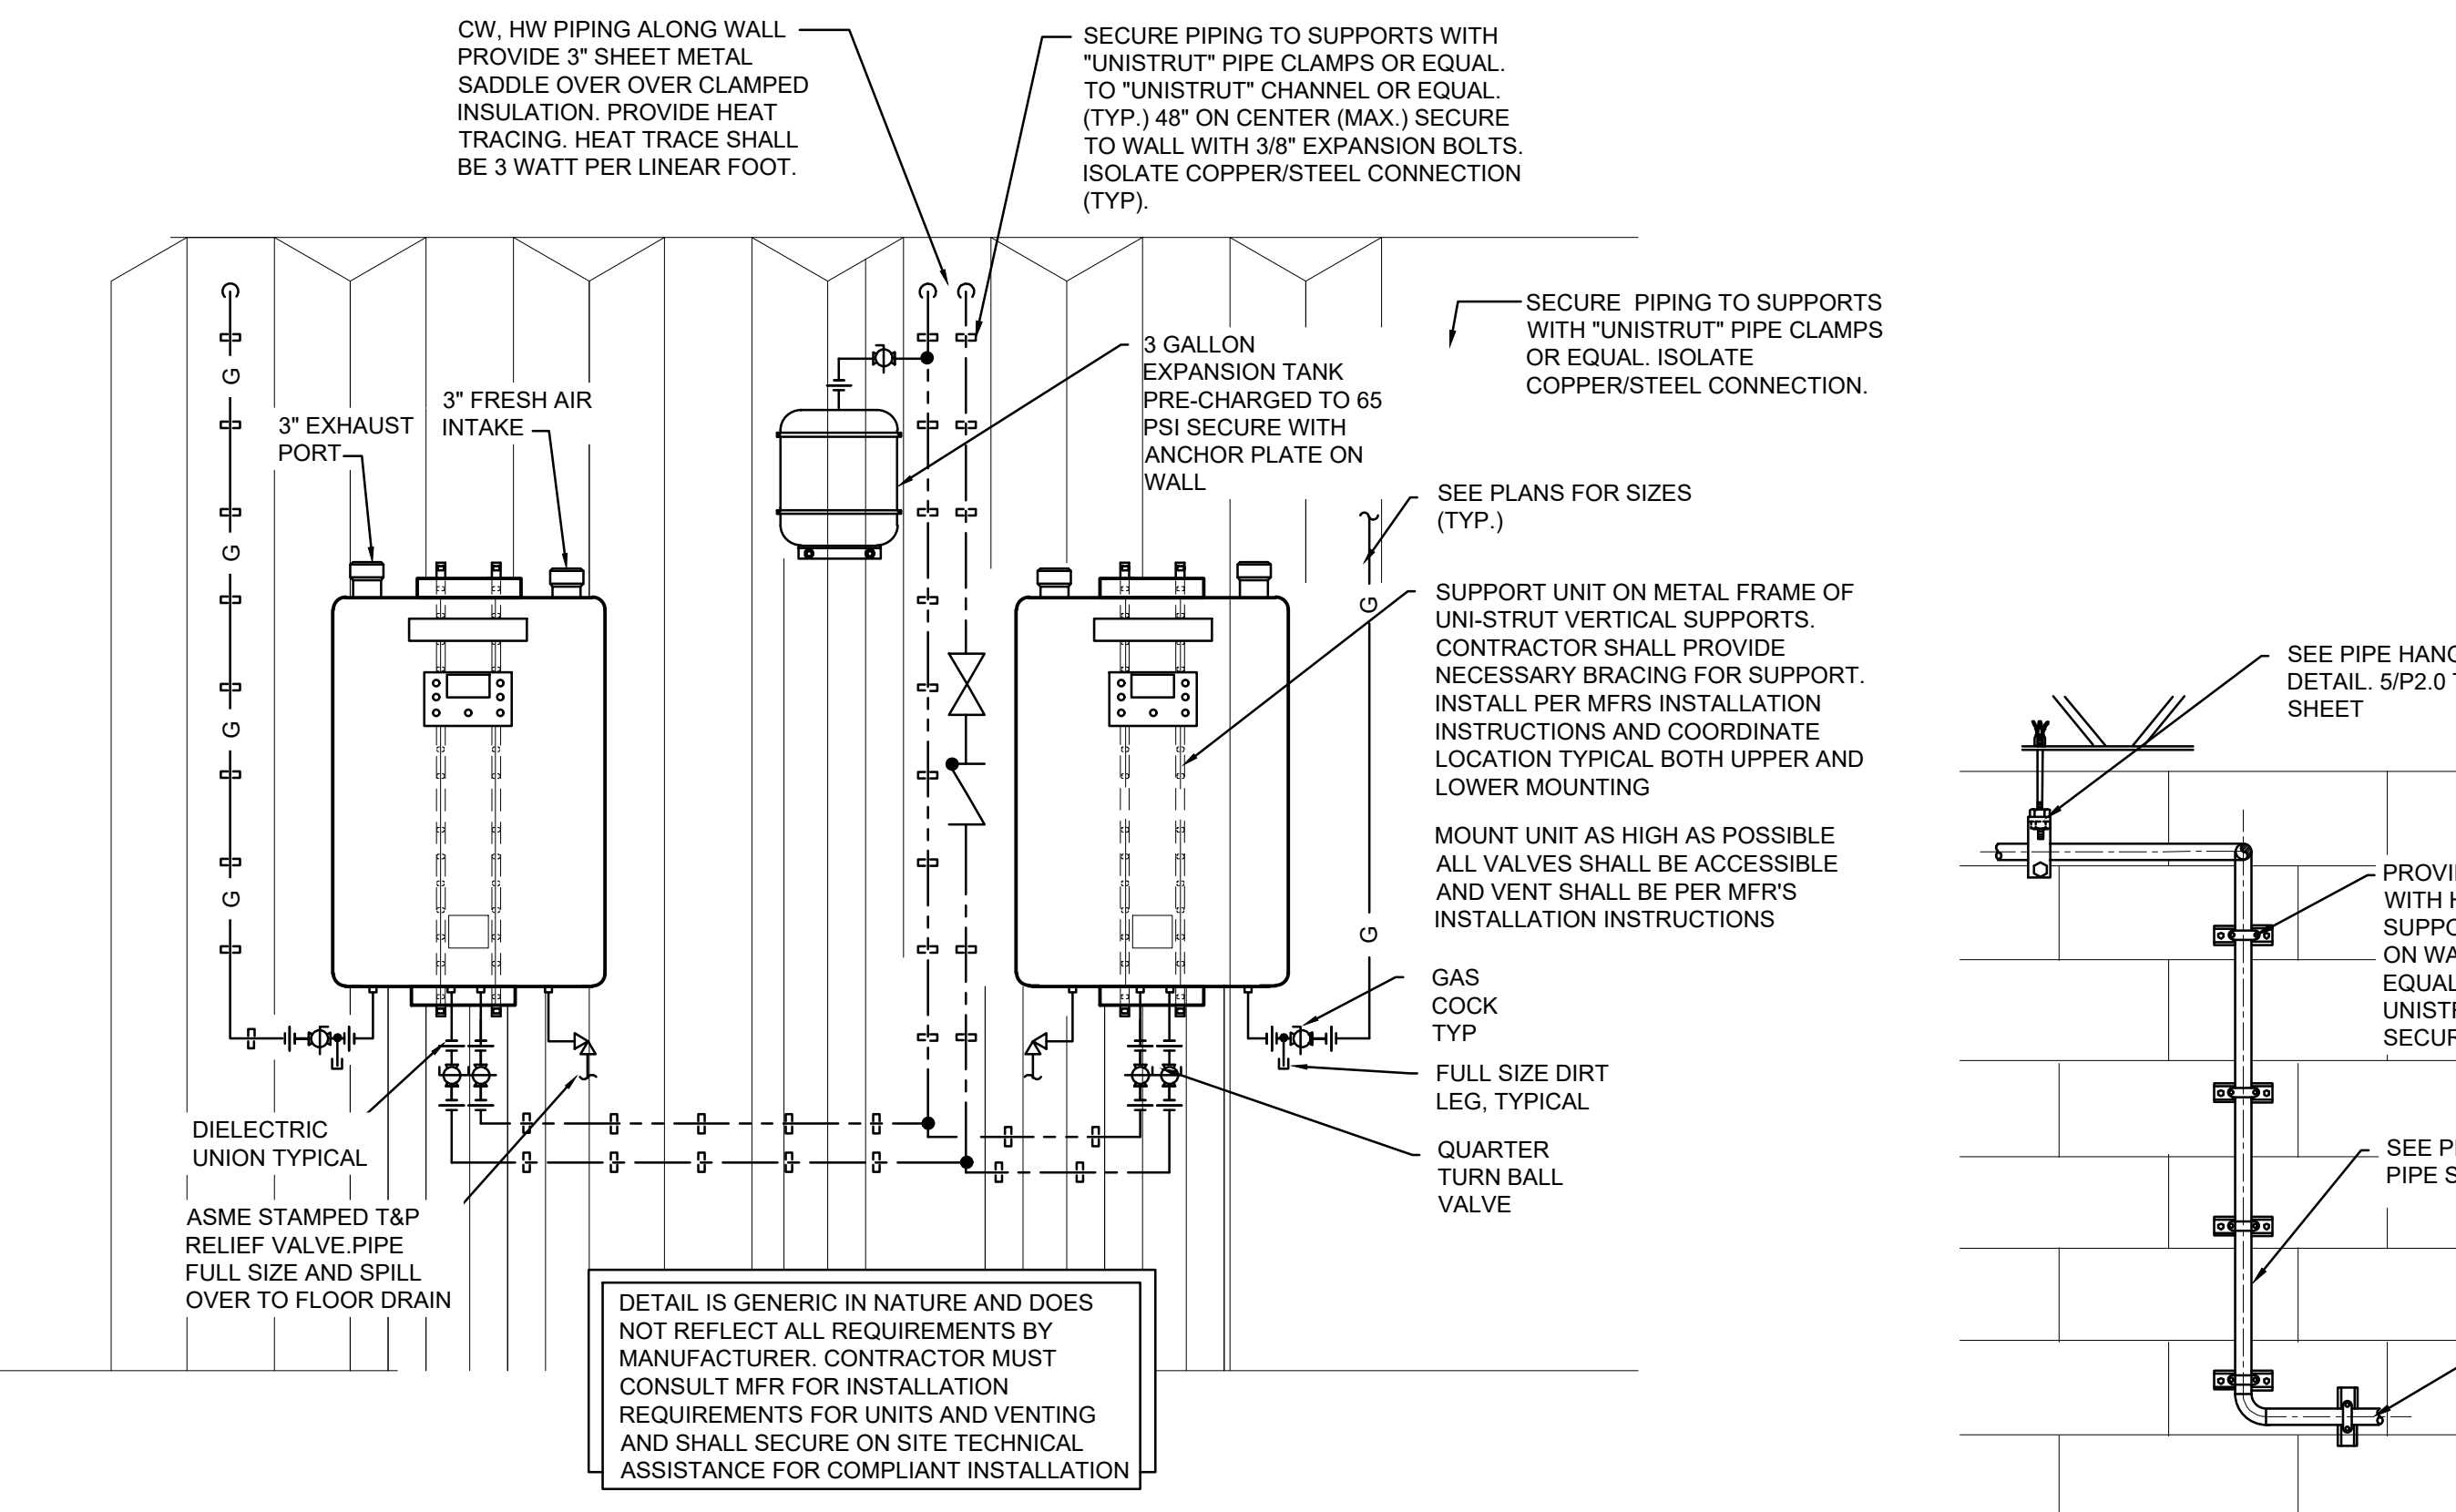 CW, HW PIPING ALONG WALL
PROVIDE 3" SHEET METAL
SADDLE OVER OVER CLAMPED
INSULATION. PROVIDE HEAT
TRACING. HEAT TRACE SHALL
BE 3 WATT PER LINEAR FOOT.
SECURE PIPING TO SUPPORTS WITH
"UNISTRUT" PIPE CLAMPS OR EQUAL.
TO "UNISTRUT" CHANNEL OR EQUAL.
(TYP.) 48" ON CENTER (MAX.) SECURE
TO WALL WITH 3/8" EXPANSION BOLTS.
ISOLATE COPPER/STEEL CONNECTION
(TYP).
SECURE PIPING TO SUPPORTS
WITH "UNISTRUT" PIPE CLAMPS
OR EQUAL. ISOLATE
COPPER/STEEL CONNECTION.
3 GALLON
EXPANSION TANK
PRE-CHARGED TO 65
PSI SECURE WITH
ANCHOR PLATE ON
WALL
3" EXHAUST
PORT
3" FRESH AIR
INTAKE
G
G
G
G
SEE PLANS FOR SIZES
(TYP.)
G
G
SUPPORT UNIT ON METAL FRAME OF
UNI-STRUT VERTICAL SUPPORTS.
CONTRACTOR SHALL PROVIDE
NECESSARY BRACING FOR SUPPORT.
INSTALL PER MFRS INSTALLATION
INSTRUCTIONS AND COORDINATE
LOCATION TYPICAL BOTH UPPER AND
LOWER MOUNTING
MOUNT UNIT AS HIGH AS POSSIBLE
ALL VALVES SHALL BE ACCESSIBLE
AND VENT SHALL BE PER MFR'S
INSTALLATION INSTRUCTIONS
GAS
COCK
TYP
FULL SIZE DIRT
LEG, TYPICAL
QUARTER
TURN BALL
VALVE
DIELECTRIC
UNION TYPICAL
ASME STAMPED T&P
RELIEF VALVE.PIPE
FULL SIZE AND SPILL
OVER TO FLOOR DRAIN
DETAIL IS GENERIC IN NATURE AND DOES
NOT REFLECT ALL REQUIREMENTS BY
MANUFACTURER. CONTRACTOR MUST
CONSULT MFR FOR INSTALLATION
REQUIREMENTS FOR UNITS AND VENTING
AND SHALL SECURE ON SITE TECHNICAL
ASSISTANCE FOR COMPLIANT INSTALLATION
SEE PIPE
DETAIL. 5/P2.0
SHEET
WITH
ON
SEE
PIPE